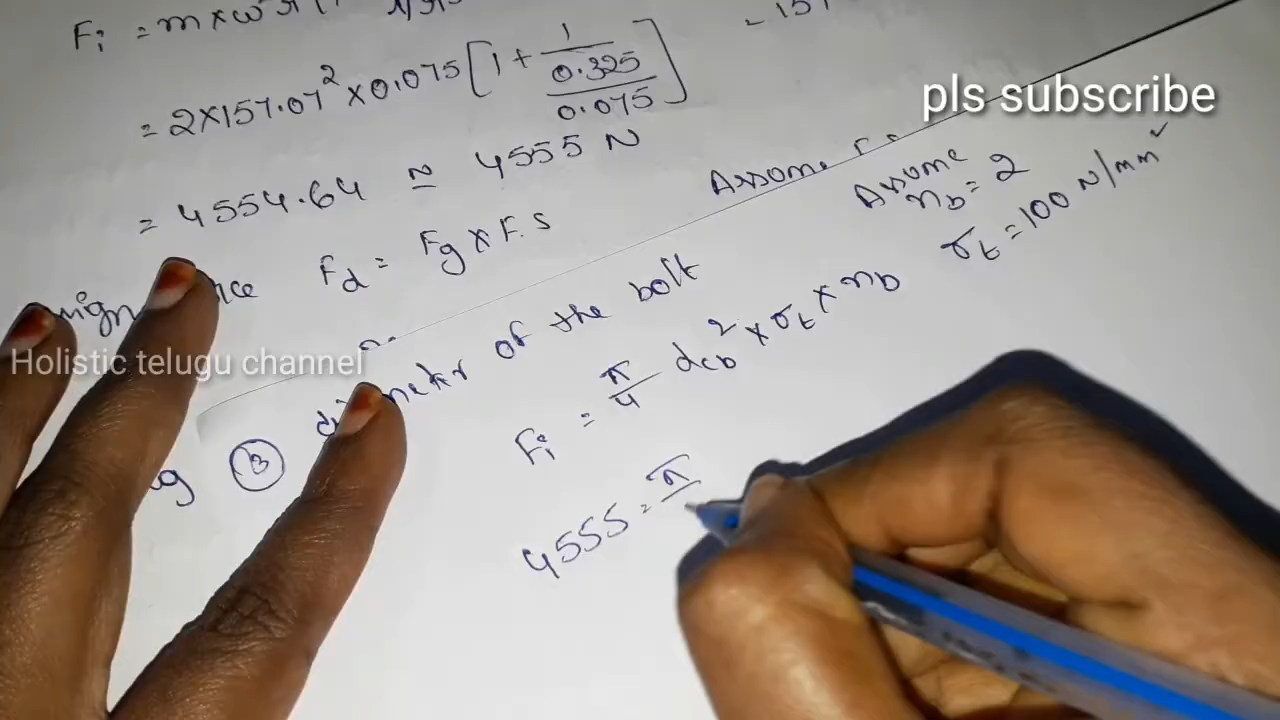 Fi = m×ω²
= 2×157.07² ×0.075 [1 + 1/(0.325/0.075)]
= 4554.64 ≃ 4555 N
Fd = Fg × F.S
Assume
Assume
nb = 2
σt = 100 N/mm²
diameter of the bolt
Fi = π/4 dcb² × σt × nb
4555 = π
pls subscribe
Holistic telugu channel